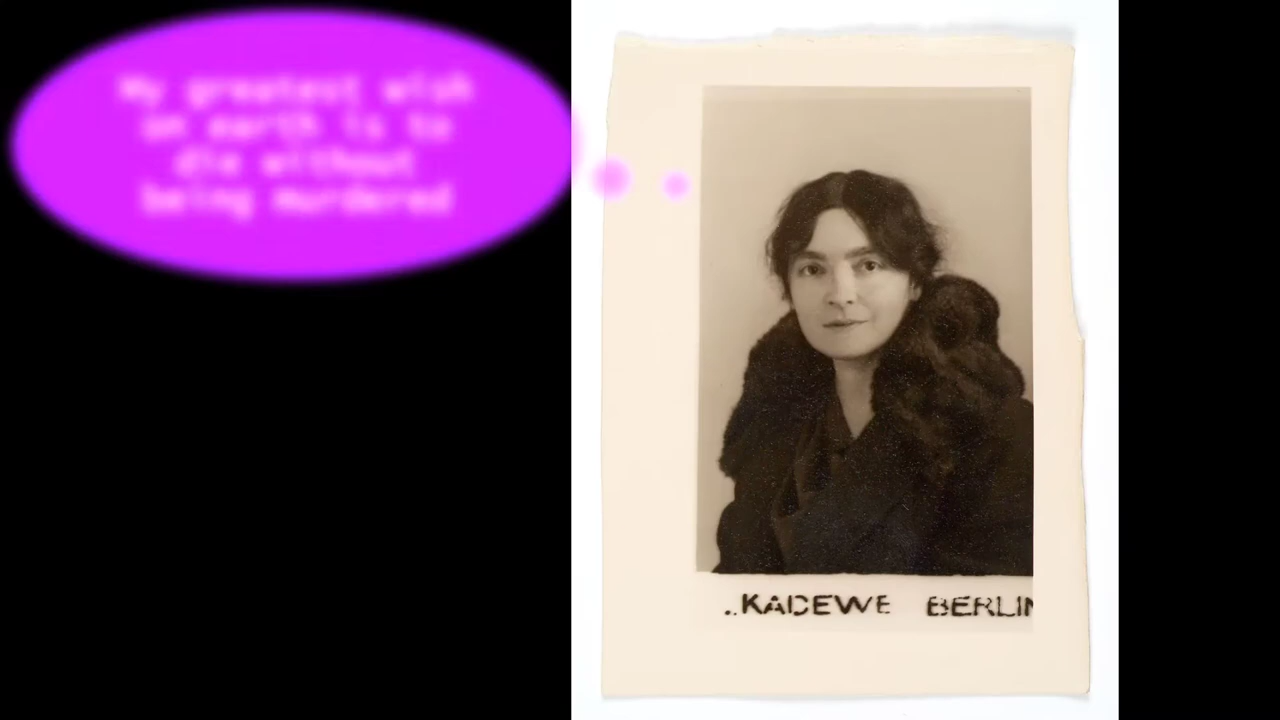 My greatest wish
on earth is to
die without
being murdered
..KADEWE BERLIN